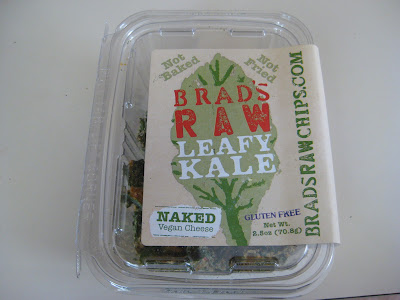 Not Baked
Not Fried
BRAD'S
RAW
LEAFY
KALE
NAKED
Vegan Cheese
GLUTEN FREE
Net Wt.
2.5oz (70.8g)
BRADSRAWCHIPS.COM